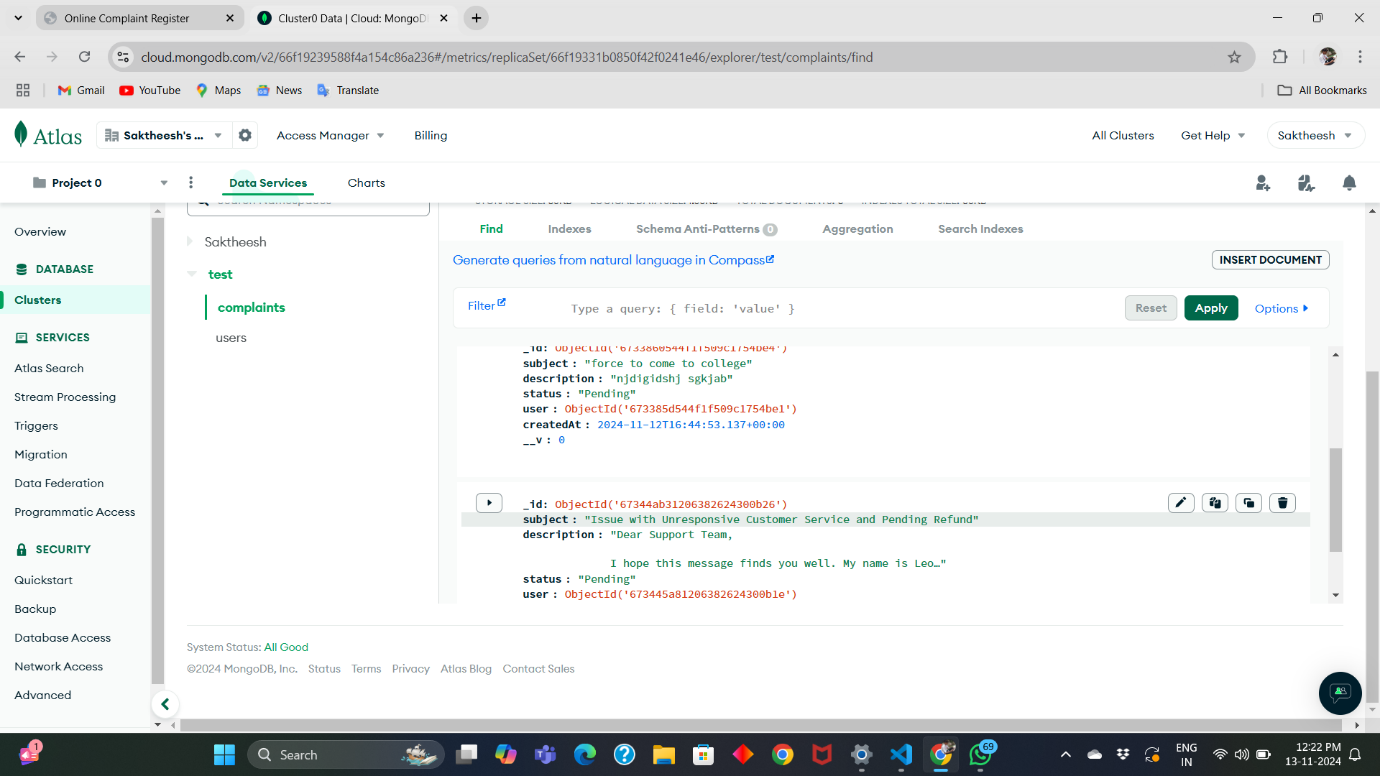 Online Complaint Register
Cluster0 Data | Cloud: MongoD
cloud.mongodb.com/v2/66f19239588f4a154c86a236#/metrics/replicaSet/66f19331b0850f42f0241e46/explorer/test/complaints/find
Gmail YouTube Maps News Translate All Bookmarks
Atlas Saktheesh's ... Access Manager Billing All Clusters Get Help Saktheesh
Project 0 Data Services Charts
Overview
DATABASE
Clusters
SERVICES
Atlas Search
Stream Processing
Triggers
Migration
Data Federation
Programmatic Access
SECURITY
Quickstart
Backup
Database Access
Network Access
Advanced
Saktheesh
test
complaints
users
Find Indexes Schema Anti-Patterns 0 Aggregation Search Indexes
Generate queries from natural language in Compass
INSERT DOCUMENT
Filter Type a query: { field: 'value' } Reset Apply Options
_id: ObjectId('6733860544f1f509c1754be4')
subject : "force to come to college"
description : "njdigidshj sgkjab"
status : "Pending"
user : ObjectId('673385d544f1f509c1754be1')
createdAt : 2024-11-12T16:44:53.137+00:00
__v : 0
_id: ObjectId('67344ab31206382624300b26')
subject : "Issue with Unresponsive Customer Service and Pending Refund"
description : "Dear Support Team,
I hope this message finds you well. My name is Leo…"
status : "Pending"
user : ObjectId('673445a81206382624300b1e')
System Status: All Good
©2024 MongoDB, Inc. Status Terms Privacy Atlas Blog Contact Sales
1
Search
69
ENG
IN
12:22 PM
13-11-2024